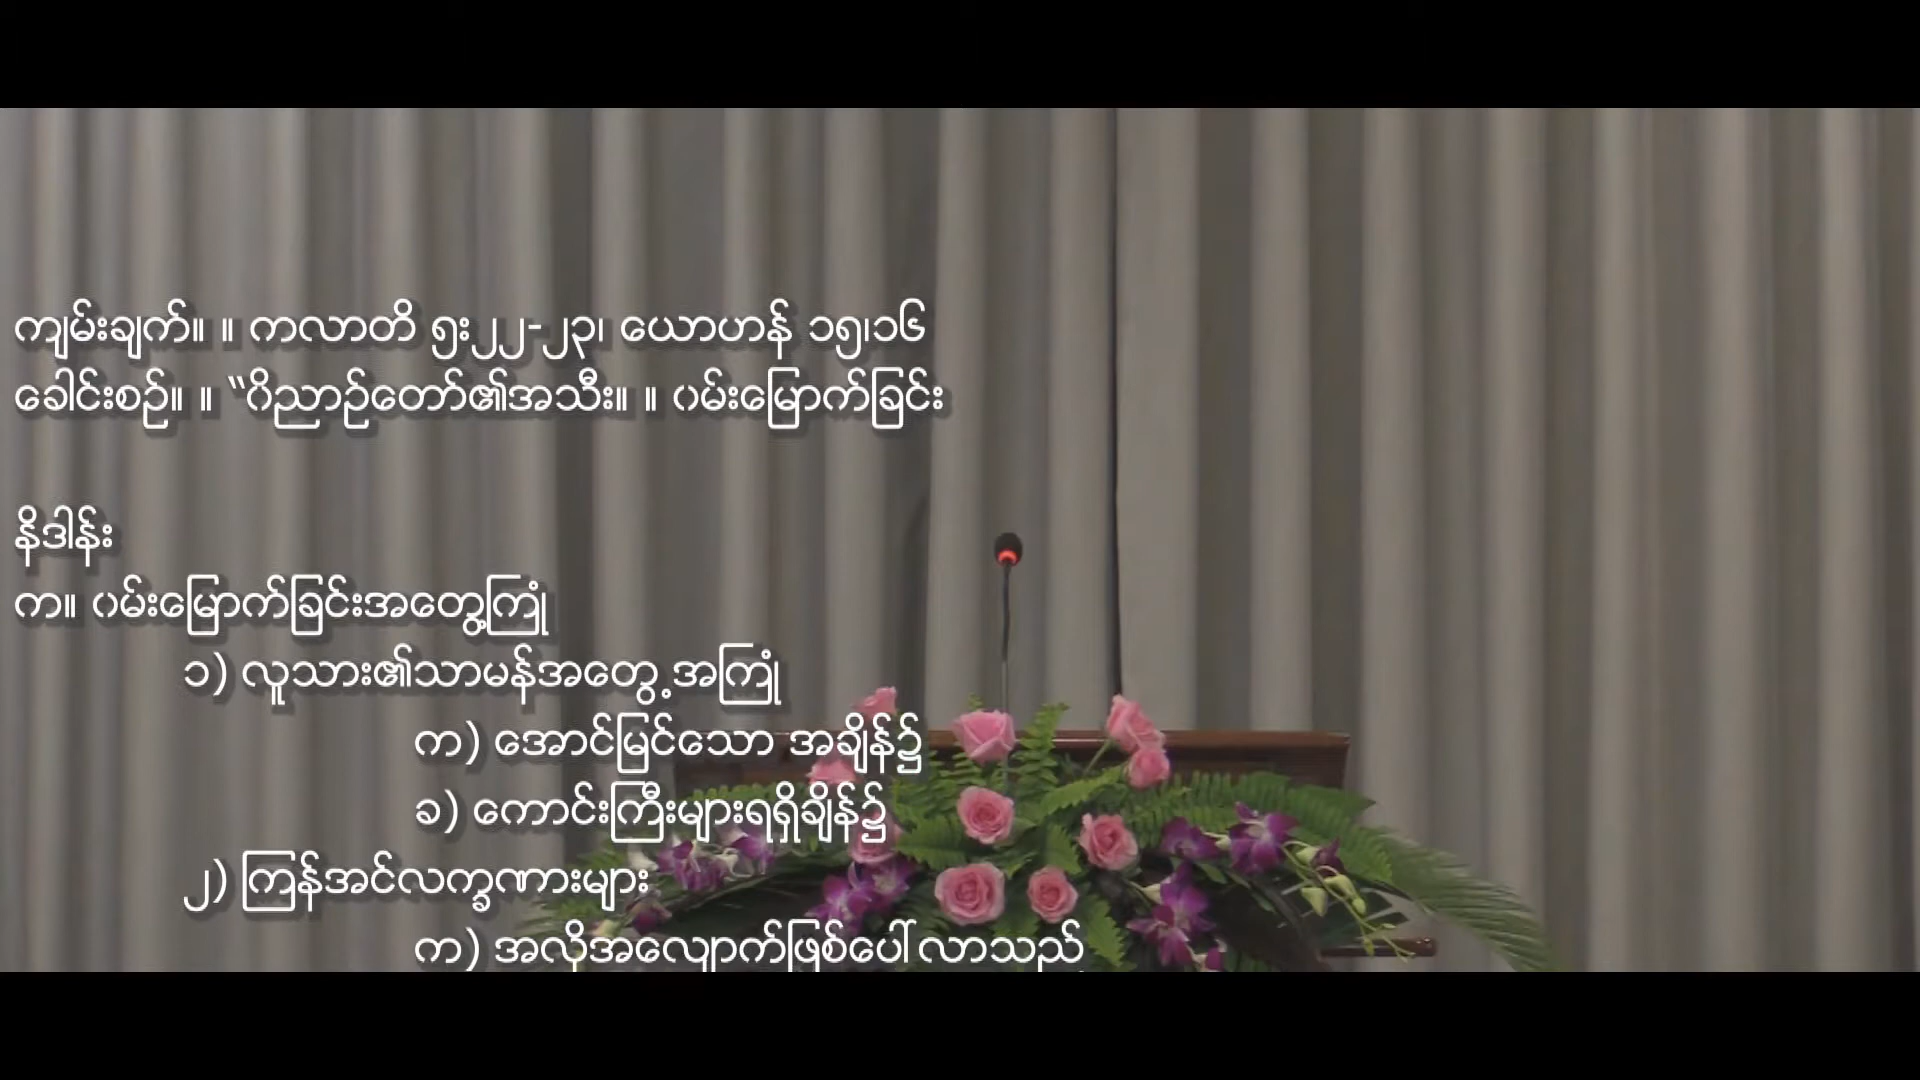 ကျမ်းချက်။ ။ ကလာတိ ၅း၂၂-၂၃၊ ယောဟန် ၁၅၊၁၆
ခေါင်းစဉ်။ ။ “ဝိညာဉ်တော်၏အသီး။ ။ ဝမ်းမြောက်ခြင်း
နိဒါန်း
က။ ဝမ်းမြောက်ခြင်းအတွေ့ကြုံ
၁) လူသား၏သာမန်အတွေ့အကြုံ
က) အောင်မြင်သော အချိန်၌
ခ) ကောင်းကြီးများရရှိချိန်၌
၂) ကြန်အင်လက္ခဏာများ
က) အလိုအလျောက်ဖြစ်ပေါ်လာသည်